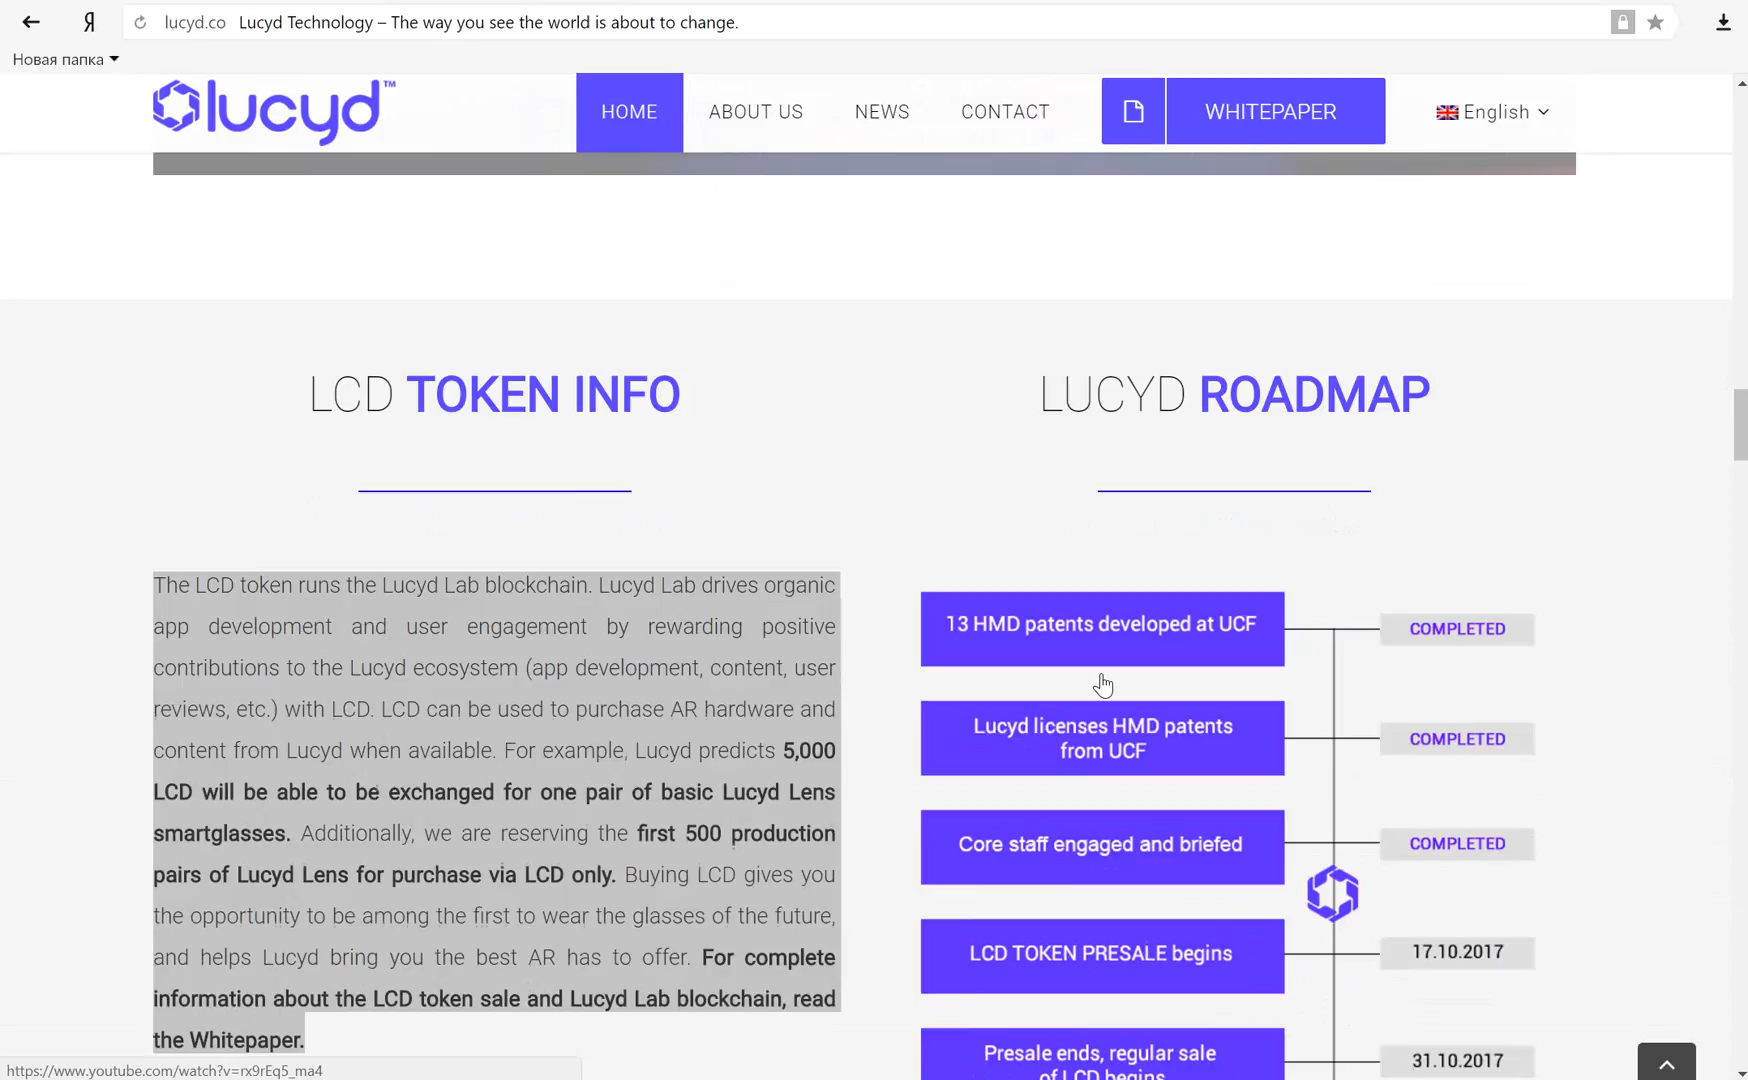 Я
lucyd.co Lucyd Technology – The way you see the world is about to change.
Новая папка
lucyd™
HOME
ABOUT US
NEWS
CONTACT
WHITEPAPER
English
LCD TOKEN INFO
The LCD token runs the Lucyd Lab blockchain. Lucyd Lab drives organic
app development and user engagement by rewarding positive
contributions to the Lucyd ecosystem (app development, content, user
reviews, etc.) with LCD. LCD can be used to purchase AR hardware and
content from Lucyd when available. For example, Lucyd predicts 5,000
LCD will be able to be exchanged for one pair of basic Lucyd Lens
smartglasses. Additionally, we are reserving the first 500 production
pairs of Lucyd Lens for purchase via LCD only. Buying LCD gives you
the opportunity to be among the first to wear the glasses of the future,
and helps Lucyd bring you the best AR has to offer. For complete
information about the LCD token sale and Lucyd Lab blockchain, read
the Whitepaper.
LUCYD ROADMAP
13 HMD patents developed at UCF
COMPLETED
Lucyd licenses HMD patents
from UCF
COMPLETED
Core staff engaged and briefed
COMPLETED
LCD TOKEN PRESALE begins
17.10.2017
Presale ends, regular sale
of LCD begins
31.10.2017
https://www.youtube.com/watch?v=rx9rEq5_ma4